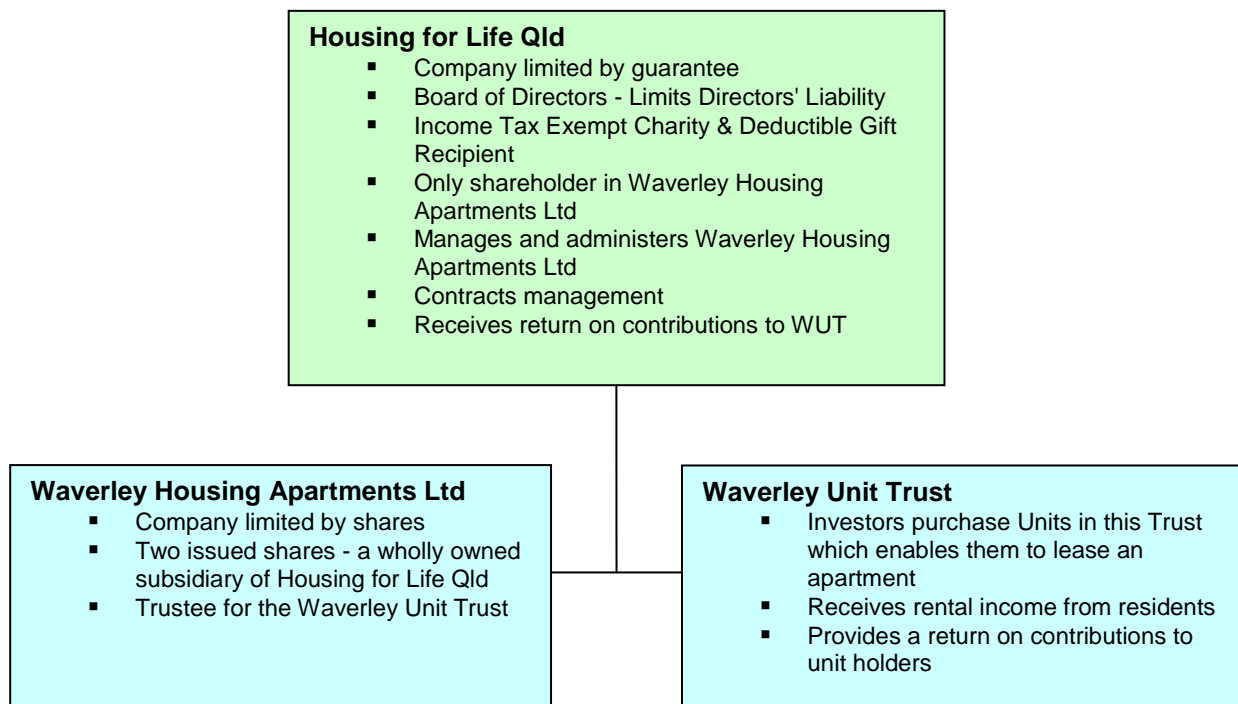 Housing for Life Qld
▪ Company limited by guarantee
▪ Board of Directors - Limits Directors' Liability
▪ Income Tax Exempt Charity & Deductible Gift
Recipient
▪ Only shareholder in Waverley Housing
Apartments Ltd
▪ Manages and administers Waverley Housing
Apartments Ltd
▪ Contracts management
▪ Receives return on contributions to WUT
Waverley Housing Apartments Ltd
▪ Company limited by shares
▪ Two issued shares - a wholly owned
subsidiary of Housing for Life Qld
▪ Trustee for the Waverley Unit Trust
Waverley Unit Trust
▪ Investors purchase Units in this Trust
which enables them to lease an
apartment
▪ Receives rental income from residents
▪ Provides a return on contributions to
unit holders